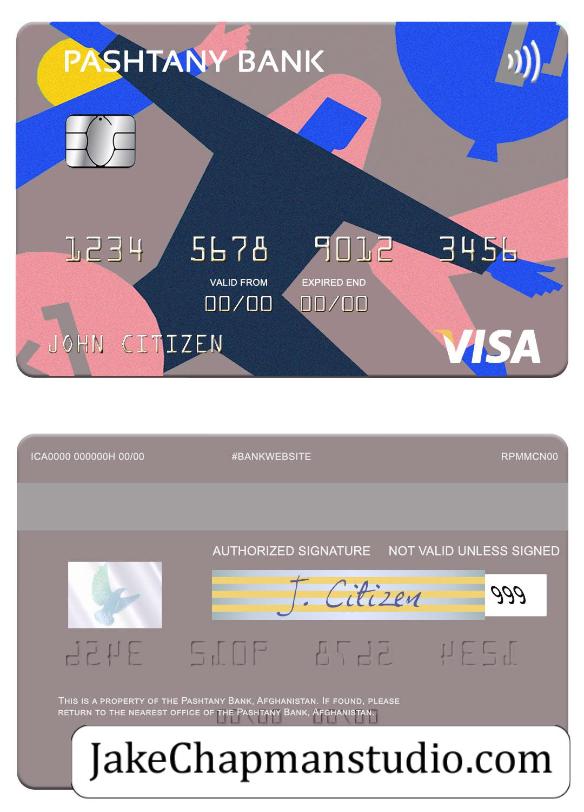 PASHTANY BANK
1234 5678 9012 3456
VALID FROM EXPIRED END
00/00 00/00
JOHN CITIZEN
VISA
ICA0000 000000H 00/00 #BANKWEBSITE RPMMCN00
AUTHORIZED SIGNATURE NOT VALID UNLESS SIGNED
J. Citizen 999
THIS IS A PROPERTY OF THE PASHTANY BANK, AFGHANISTAN. IF FOUND, PLEASE
RETURN TO THE NEAREST OFFICE OF THE PASHTANY BANK, AFGHANISTAN.
JakeChapmanstudio.com